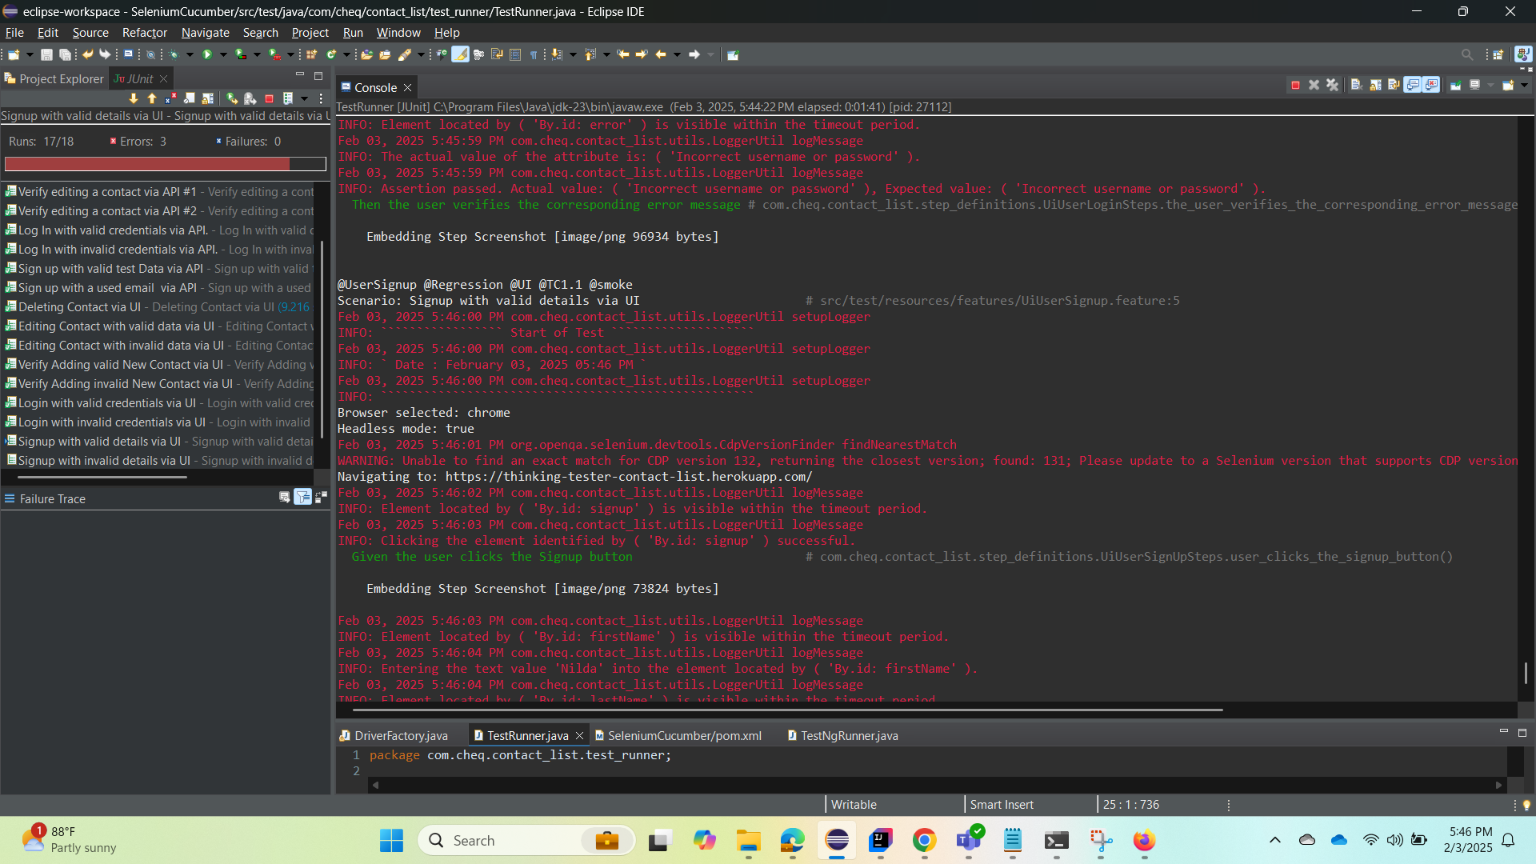 eclipse-workspace - SeleniumCucumber/src/test/java/com/cheq/contact_list/test_runner/TestRunner.java - Eclipse IDE
File Edit Source Refactor Navigate Search Project Run Window Help
Project Explorer JUnit
Signup with valid details via UI - Signup with valid details via U
Runs: 17/18 Errors: 3 Failures: 0
Verify editing a contact via API #1 - Verify editing a cont
Verify editing a contact via API #2 - Verify editing a cont
Log In with valid credentials via API. - Log In with valid c
Log In with invalid credentials via API. - Log In with inva
Sign up with valid test Data via API - Sign up with valid
Sign up with a used email via API - Sign up with a used
Deleting Contact via UI - Deleting Contact via UI (9.216
Editing Contact with valid data via UI - Editing Contact
Editing Contact with invalid data via UI - Editing Contac
Verify Adding valid New Contact via UI - Verify Adding
Verify Adding invalid New Contact via UI - Verify Adding
Login with valid credentials via UI - Login with valid cred
Login with invalid credentials via UI - Login with invalid
Signup with valid details via UI - Signup with valid detai
Signup with invalid details via UI - Signup with invalid d
Failure Trace
Console
TestRunner [JUnit] C:\Program Files\Java\jdk-23\bin\javaw.exe (Feb 3, 2025, 5:44:22 PM elapsed: 0:01:41) [pid: 27112]
INFO: Element located by ( 'By.id: error' ) is visible within the timeout period.
Feb 03, 2025 5:45:59 PM com.cheq.contact_list.utils.LoggerUtil logMessage
INFO: The actual value of the attribute is: ( 'Incorrect username or password' ).
Feb 03, 2025 5:45:59 PM com.cheq.contact_list.utils.LoggerUtil logMessage
INFO: Assertion passed. Actual value: ( 'Incorrect username or password' ), Expected value: ( 'Incorrect username or password' ).
Then the user verifies the corresponding error message # com.cheq.contact_list.step_definitions.UiUserLoginSteps.the_user_verifies_the_corresponding_error_message
Embedding Step Screenshot [image/png 96934 bytes]
@UserSignup @Regression @UI @TC1.1 @smoke
Scenario: Signup with valid details via UI # src/test/resources/features/UiUserSignup.feature:5
Feb 03, 2025 5:46:00 PM com.cheq.contact_list.utils.LoggerUtil setupLogger
INFO: ````````````````` Start of Test ````````````````````
Feb 03, 2025 5:46:00 PM com.cheq.contact_list.utils.LoggerUtil setupLogger
INFO: ` Date : February 03, 2025 05:46 PM `
Feb 03, 2025 5:46:00 PM com.cheq.contact_list.utils.LoggerUtil setupLogger
INFO: ````````````````````````````````````````````````````
Browser selected: chrome
Headless mode: true
Feb 03, 2025 5:46:01 PM org.openqa.selenium.devtools.CdpVersionFinder findNearestMatch
WARNING: Unable to find an exact match for CDP version 132, returning the closest version; found: 131; Please update to a Selenium version that supports CDP version
Navigating to: https://thinking-tester-contact-list.herokuapp.com/
Feb 03, 2025 5:46:02 PM com.cheq.contact_list.utils.LoggerUtil logMessage
INFO: Element located by ( 'By.id: signup' ) is visible within the timeout period.
Feb 03, 2025 5:46:03 PM com.cheq.contact_list.utils.LoggerUtil logMessage
INFO: Clicking the element identified by ( 'By.id: signup' ) successful.
Given the user clicks the Signup button # com.cheq.contact_list.step_definitions.UiUserSignUpSteps.user_clicks_the_signup_button()
Embedding Step Screenshot [image/png 73824 bytes]
Feb 03, 2025 5:46:03 PM com.cheq.contact_list.utils.LoggerUtil logMessage
INFO: Element located by ( 'By.id: firstName' ) is visible within the timeout period.
Feb 03, 2025 5:46:04 PM com.cheq.contact_list.utils.LoggerUtil logMessage
INFO: Entering the text value 'Nilda' into the element located by ( 'By.id: firstName' ).
Feb 03, 2025 5:46:04 PM com.cheq.contact_list.utils.LoggerUtil logMessage
INFO: Element located by ( 'By.id: lastName' ) is visible within the timeout period.
DriverFactory.java TestRunner.java SeleniumCucumber/pom.xml TestNgRunner.java
1 package com.cheq.contact_list.test_runner;
2
Writable Smart Insert 25 : 1 : 736
1
88°F
Partly sunny
Search
5:46 PM
2/3/2025